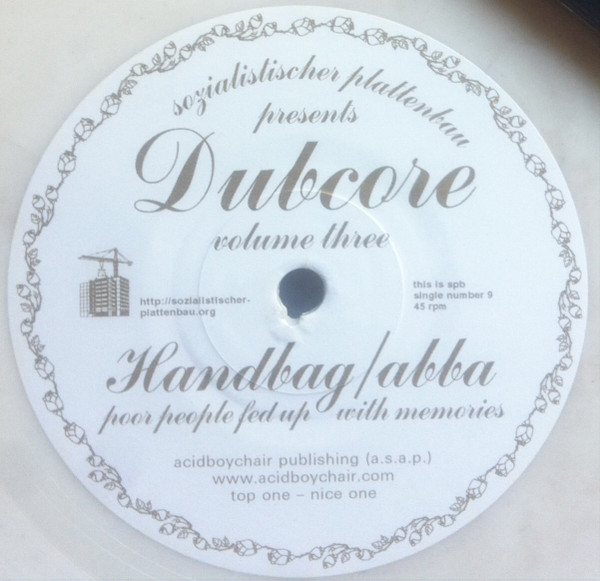 sozialistischer plattenbau
presents
Dubcore
volume three
http://sozialistischer-
plattenbau.org
this is spb
single number 9
45 rpm
Handbag/abba
poor people fed up with memories
acidboychair publishing (a.s.a.p.)
www.acidboychair.com
top one – nice one